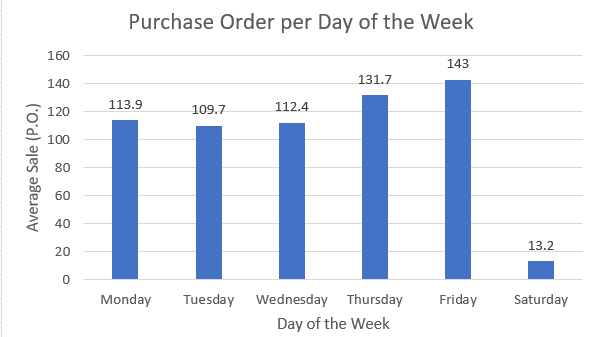 Purchase Order per Day of the Week
Average Sale (P.O.)
160
140
120
100
80
60
40
20
0
113.9
109.7
112.4
131.7
143
13.2
Monday
Tuesday
Wednesday
Thursday
Friday
Saturday
Day of the Week